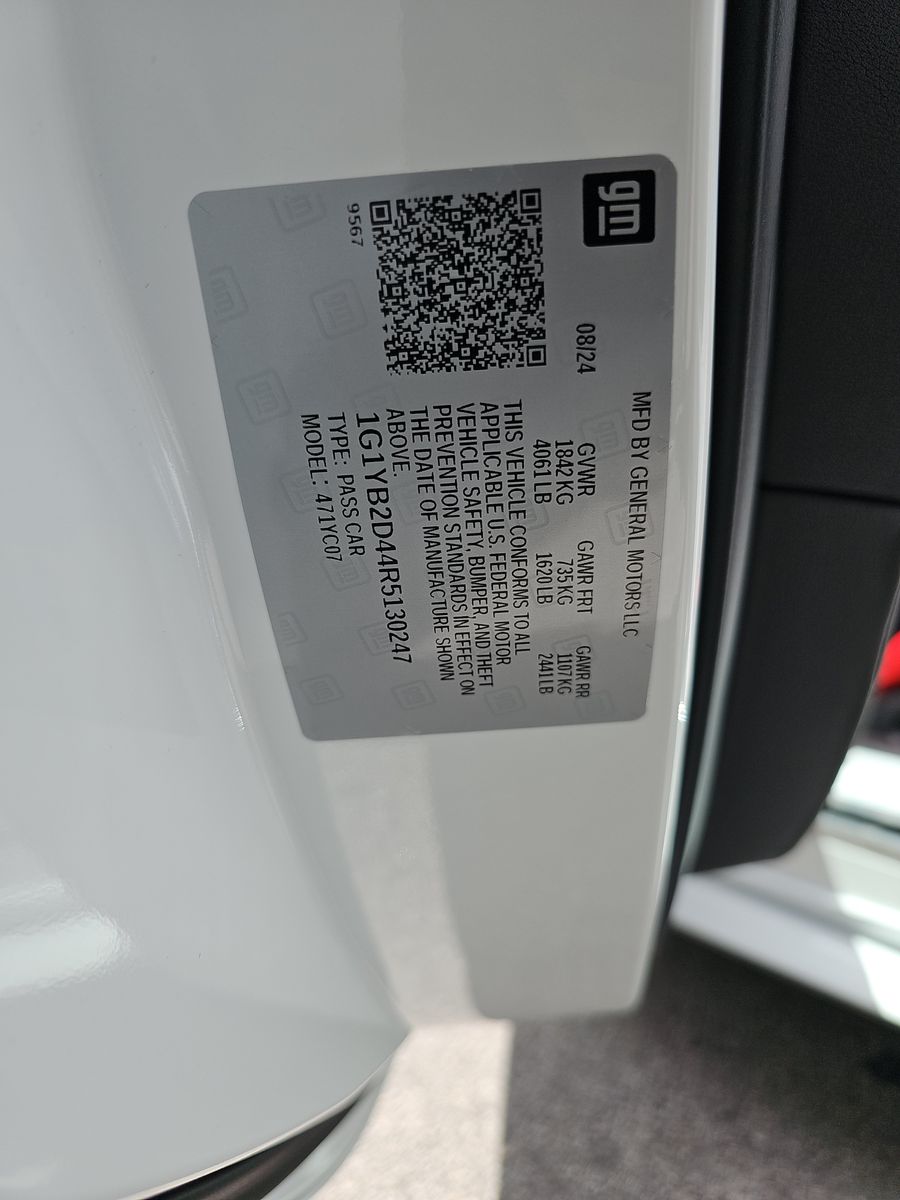 gm
MFD BY GENERAL MOTORS LLC
08/24
GVWR GAWR FRT GAWR RR
1842 KG 735 KG 1107 KG
4061 LB 1620 LB 2441 LB
THIS VEHICLE CONFORMS TO ALL
APPLICABLE U.S. FEDERAL MOTOR
VEHICLE SAFETY, BUMPER, AND THEFT
PREVENTION STANDARDS IN EFFECT ON
THE DATE OF MANUFACTURE SHOWN
ABOVE.
1G1YB2D44R5130247
TYPE: PASS CAR
MODEL: 471YC07
9567